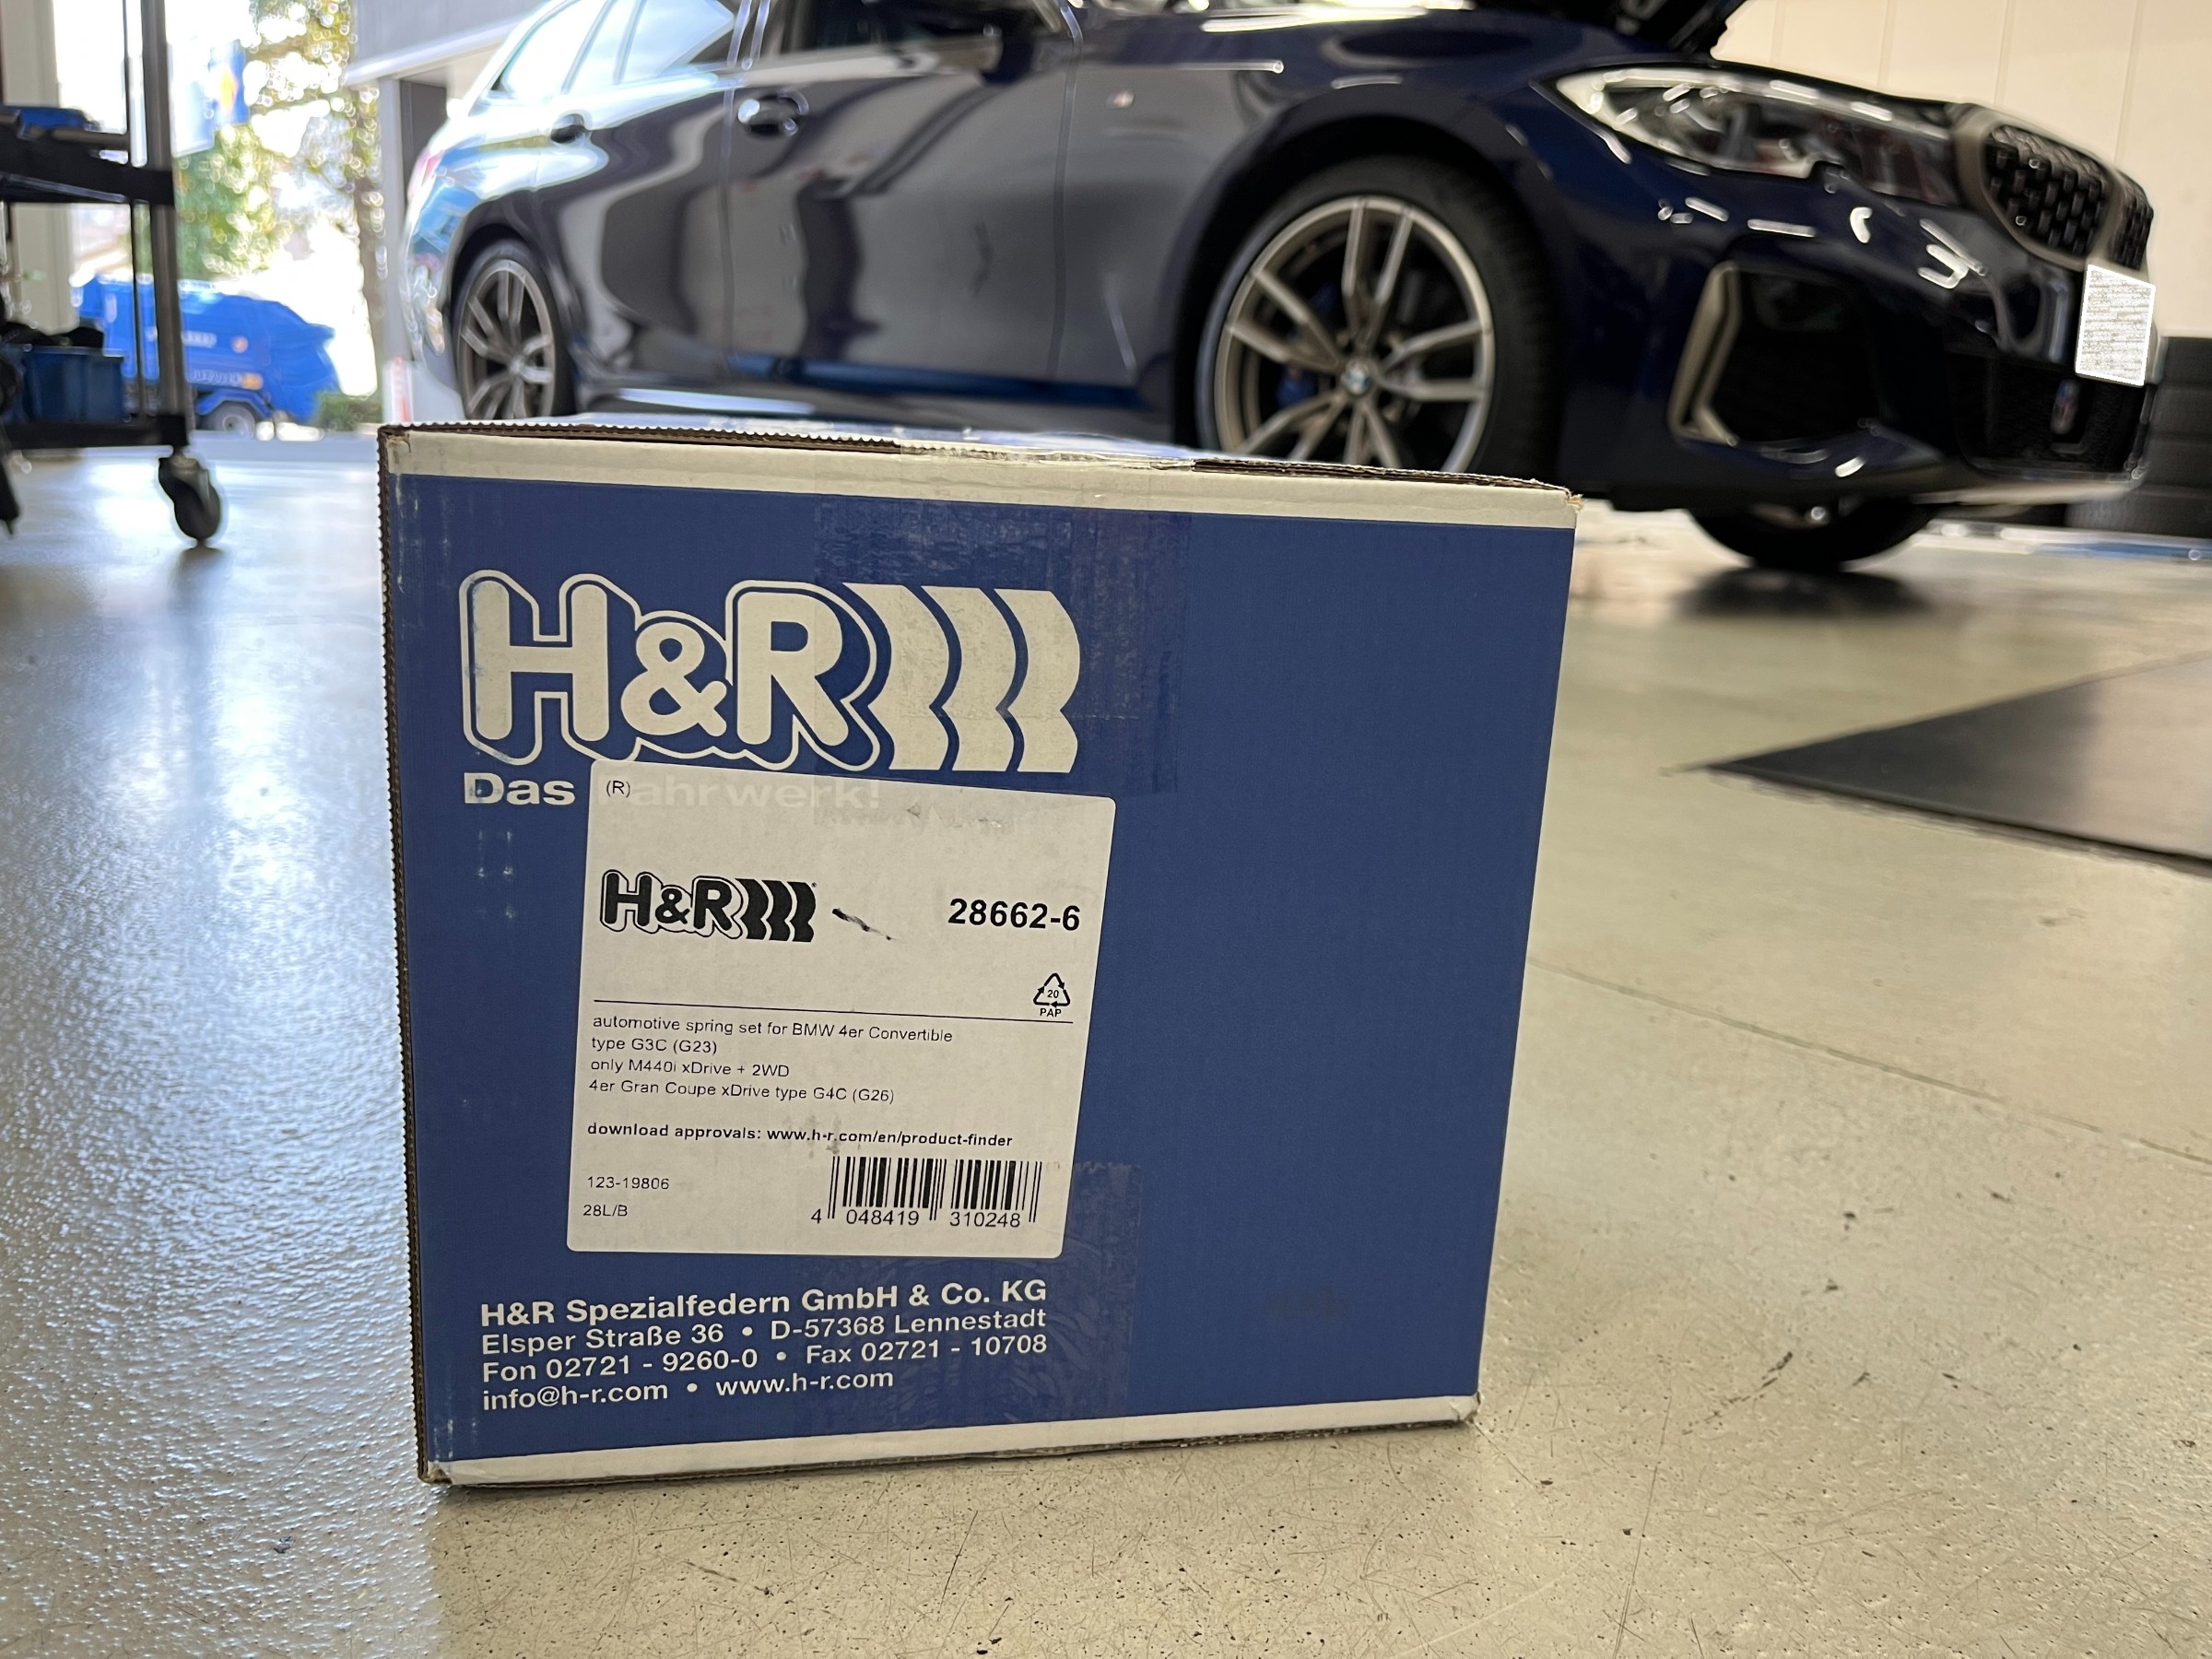 H&R
Das Fahrwerk!
(R)
H&R
28662-6
20
PAP
automotive spring set for BMW 4er Convertible
type G3C (G23)
only M440i xDrive + 2WD
4er Gran Coupe xDrive type G4C (G26)
download approvals: www.h-r.com/en/product-finder
123-19806
28L/B
4 048419 310248
H&R Spezialfedern GmbH & Co. KG
Elsper Straße 36 • D-57368 Lennestadt
Fon 02721 - 9260-0 • Fax 02721 - 10708
info@h-r.com • www.h-r.com